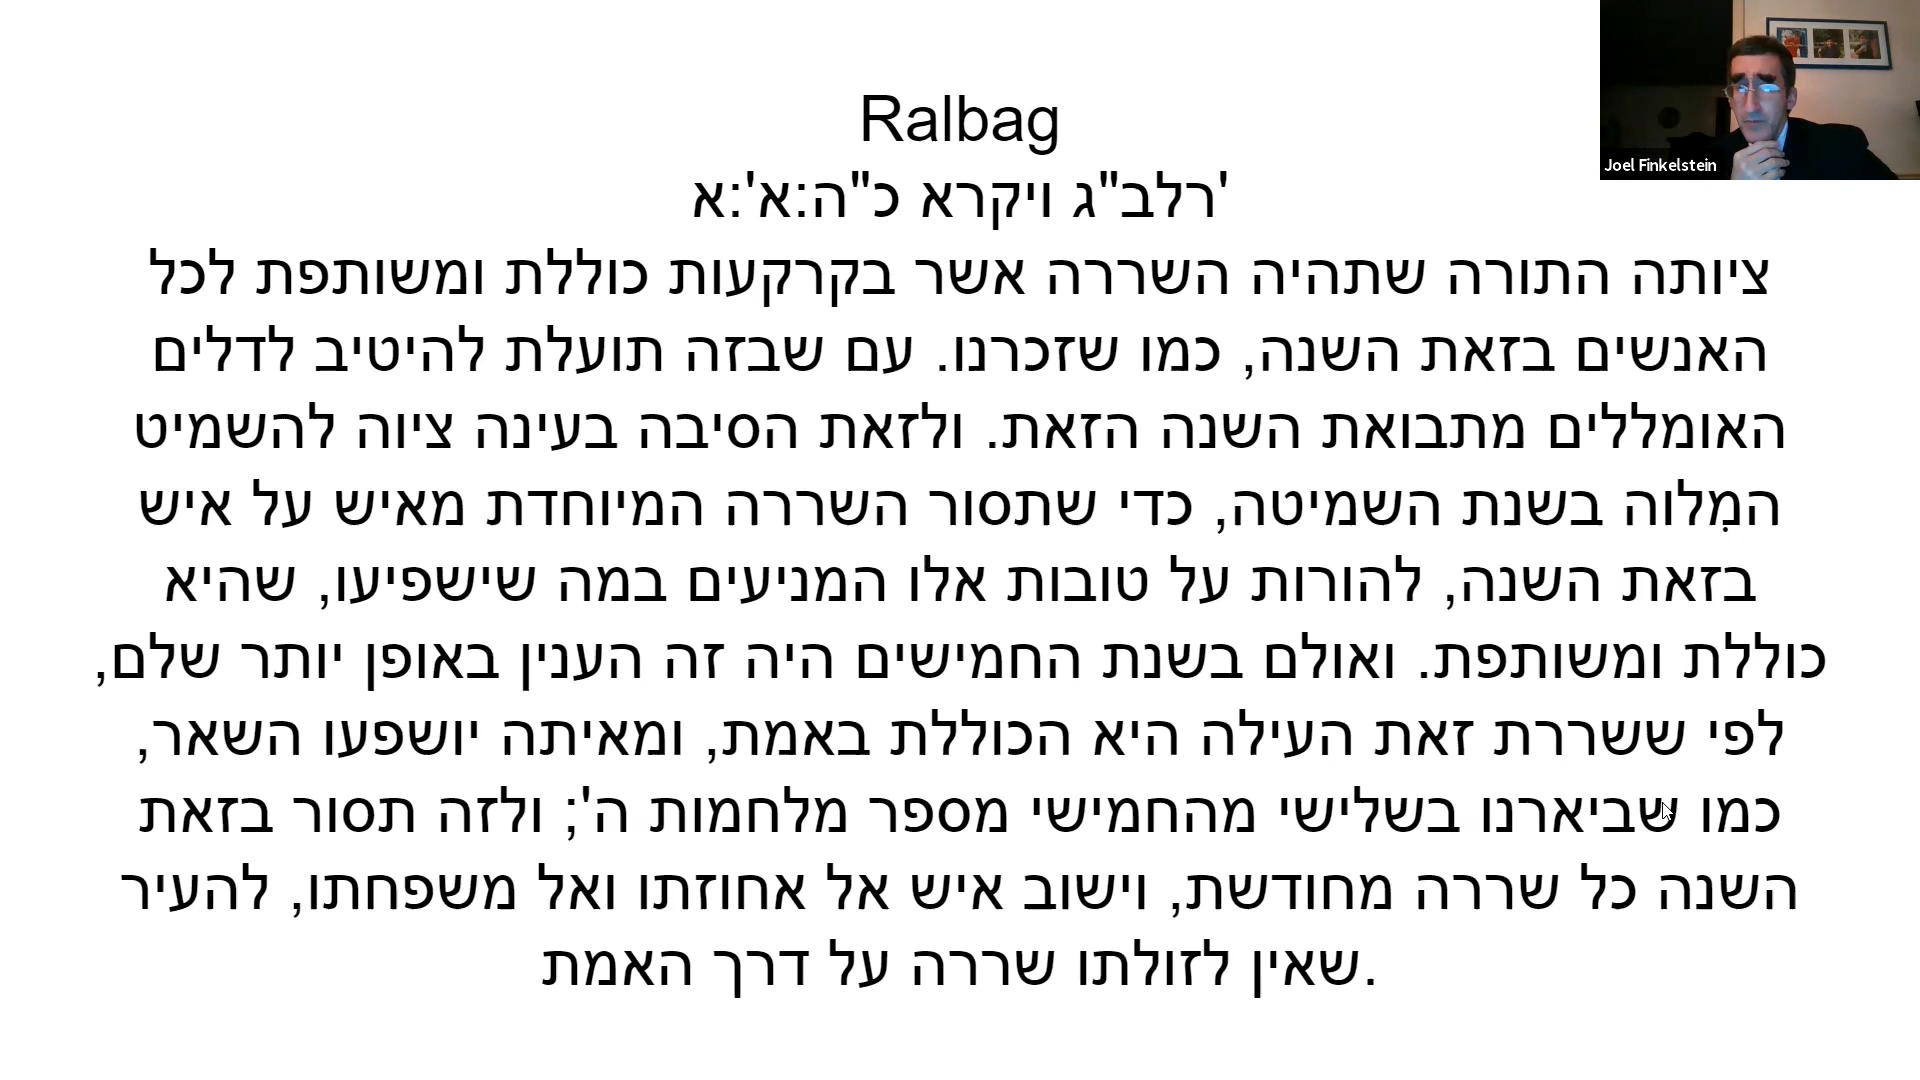 Ralbag
רלב"ג ויקרא כ"ה:א':א'
ציותה התורה שתהיה השררה אשר בקרקעות כוללת ומשותפת לכל
האנשים בזאת השנה, כמו שזכרנו. עם שבזה תועלת להיטיב לדלים
האומללים מתבואת השנה הזאת. ולזאת הסיבה בעינה ציוה להשמיט
המִלוה בשנת השמיטה, כדי שתסור השררה המיוחדת מאיש על איש
בזאת השנה, להורות על טובות אלו המניעים במה שישפיעו, שהיא
כוללת ומשותפת. ואולם בשנת החמישים היה זה הענין באופן יותר שלם,
לפי ששררת זאת העילה היא הכוללת באמת, ומאיתה יושפעו השאר,
כמו שביארנו בשלישי מהחמישי מספר מלחמות ה'; ולזה תסור בזאת
השנה כל שררה מחודשת, וישוב איש אל אחוזתו ואל משפחתו, להעיר
שאין לזולתו שררה על דרך האמת.
Joel Finkelstein